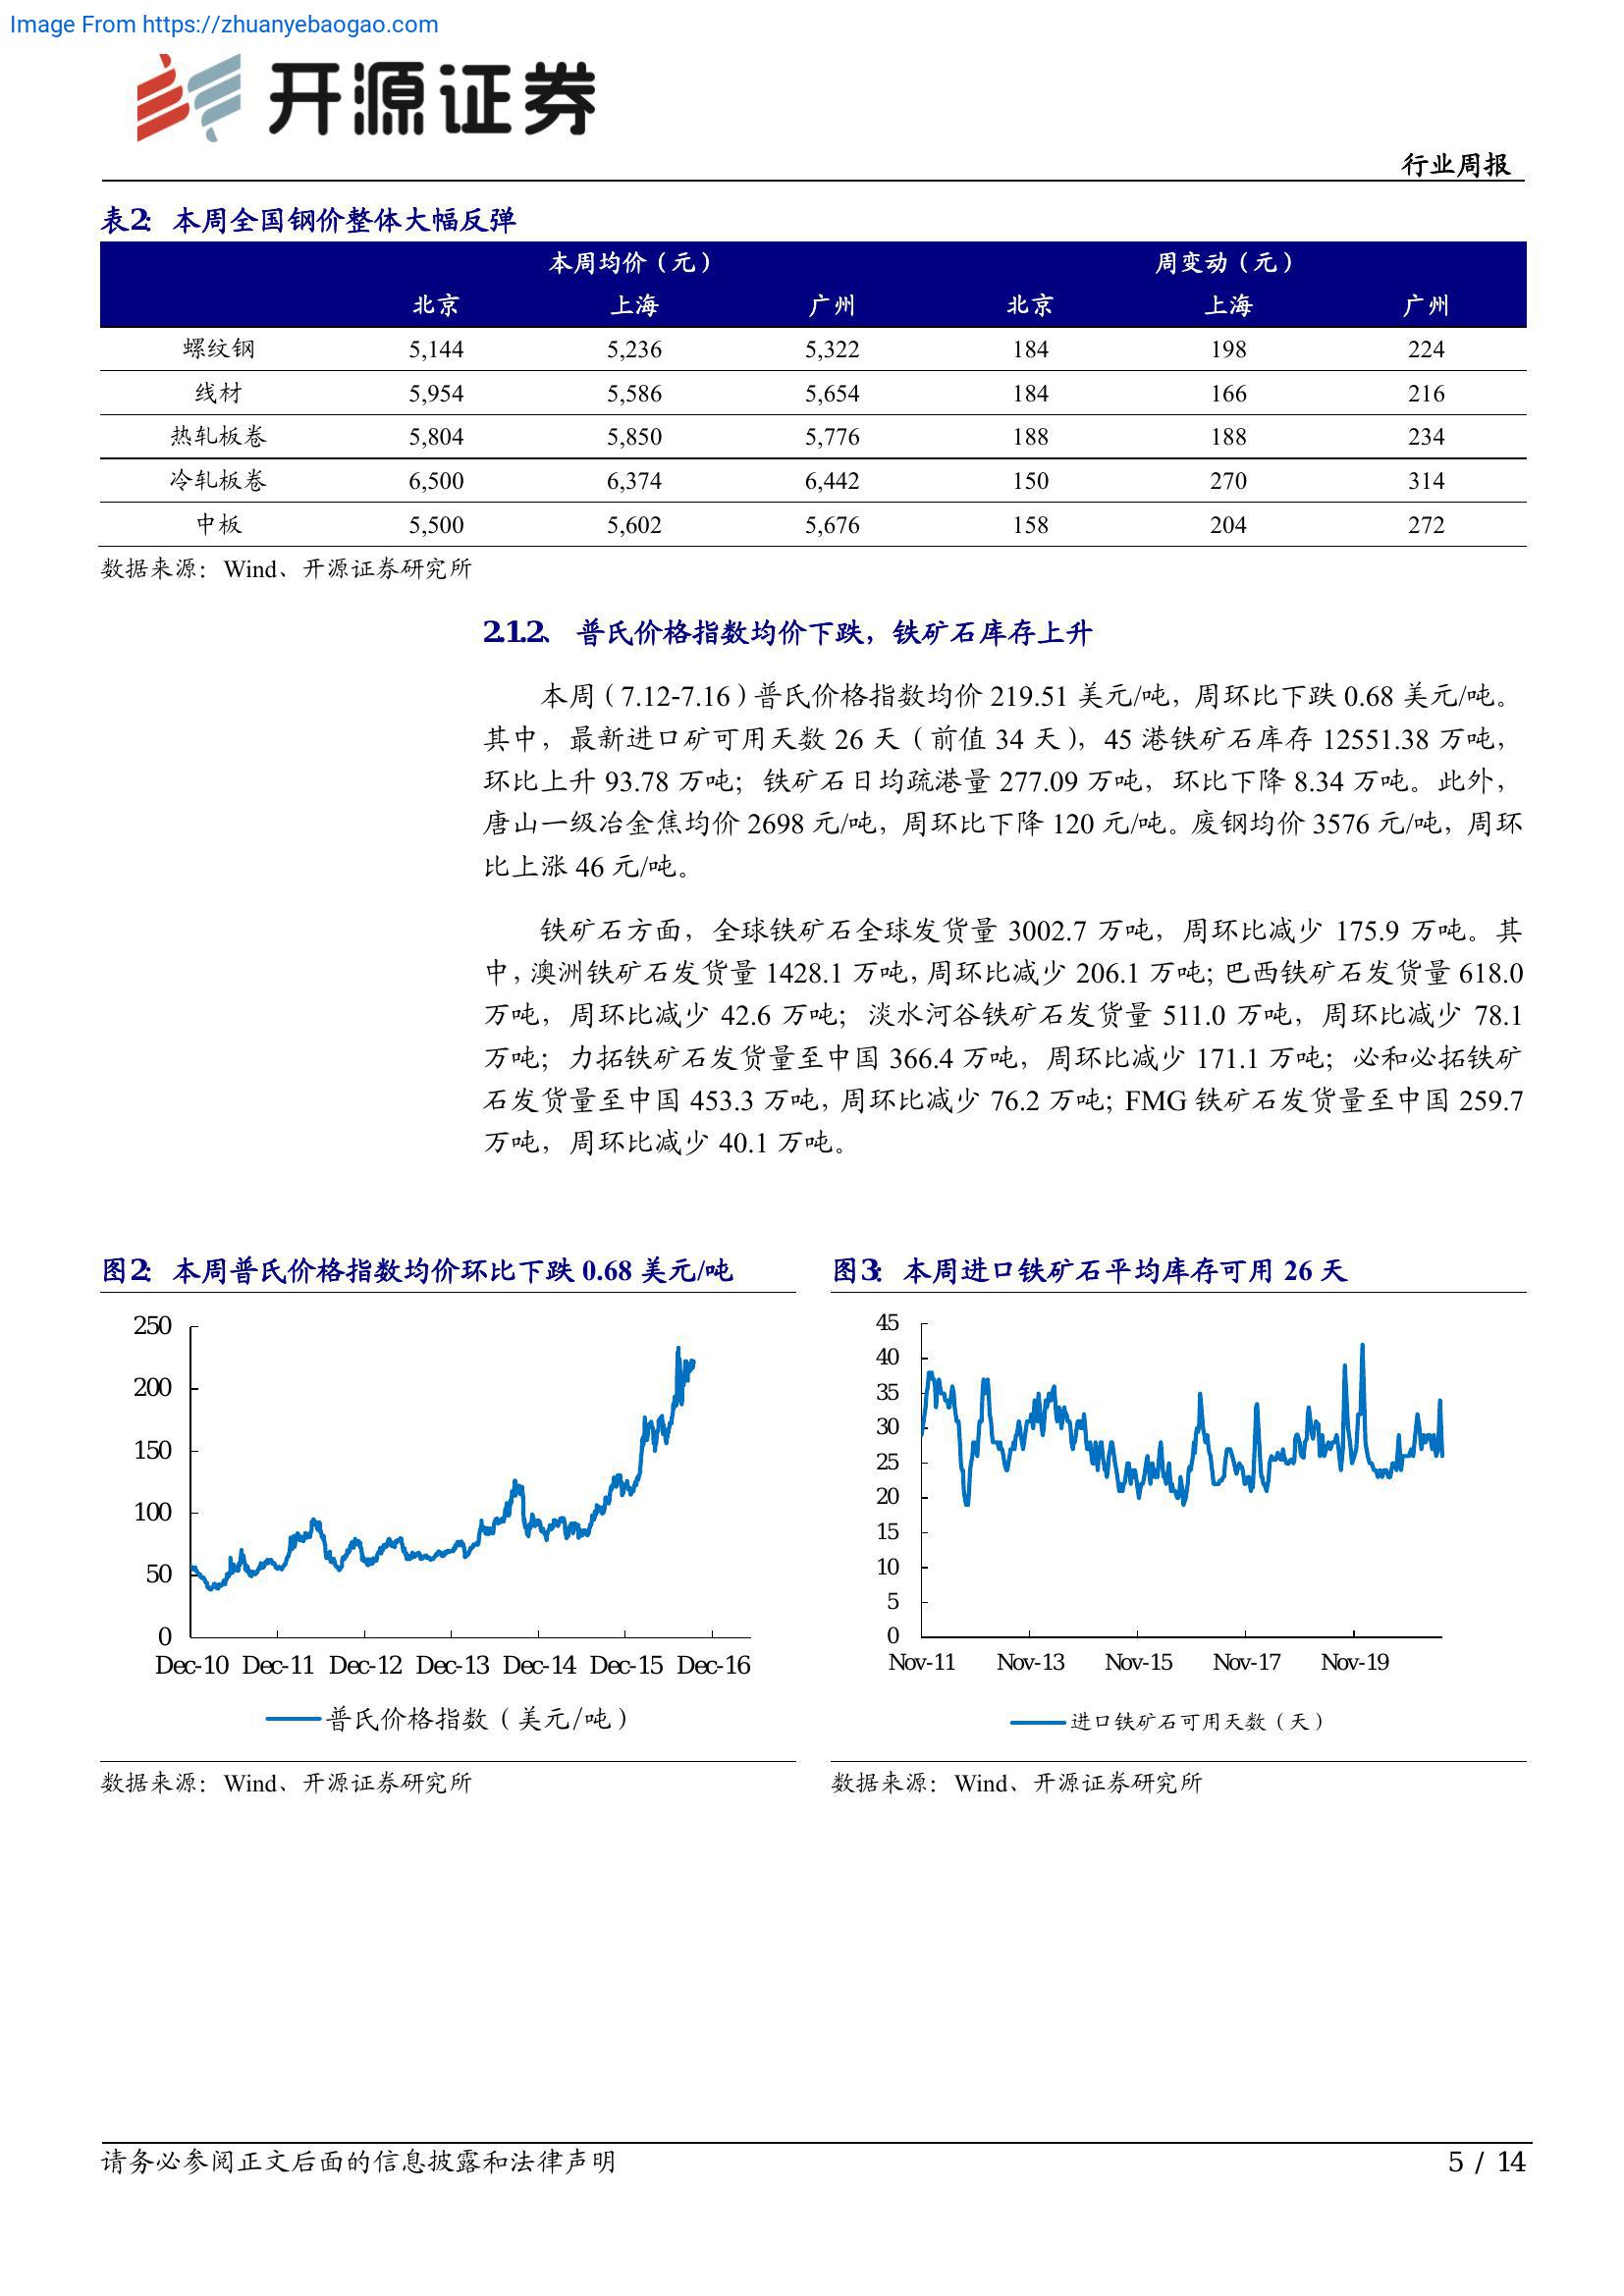 Image From https://zhuanyebaogao.com
开源证券
行业周报
表2： 本周全国钢价整体大幅反弹
本周均价（元） 周变动（元）
北京 上海 广州 北京 上海 广州
螺纹钢 5,144 5,236 5,322 184 198 224
线材 5,954 5,586 5,654 184 166 216
热轧板卷 5,804 5,850 5,776 188 188 234
冷轧板卷 6,500 6,374 6,442 150 270 314
中板 5,500 5,602 5,676 158 204 272
数据来源：Wind、开源证券研究所
2.1.2、 普氏价格指数均价下跌，铁矿石库存上升
本周（7.12-7.16）普氏价格指数均价 219.51 美元/吨，周环比下跌 0.68 美元/吨。
其中，最新进口矿可用天数 26 天（前值 34 天），45 港铁矿石库存 12551.38 万吨，
环比上升 93.78 万吨；铁矿石日均疏港量 277.09 万吨，环比下降 8.34 万吨。此外，
唐山一级冶金焦均价 2698 元/吨，周环比下降 120 元/吨。废钢均价 3576 元/吨，周环
比上涨 46 元/吨。
铁矿石方面，全球铁矿石全球发货量 3002.7 万吨，周环比减少 175.9 万吨。其
中，澳洲铁矿石发货量 1428.1 万吨，周环比减少 206.1 万吨；巴西铁矿石发货量 618.0
万吨，周环比减少 42.6 万吨；淡水河谷铁矿石发货量 511.0 万吨，周环比减少 78.1
万吨；力拓铁矿石发货量至中国 366.4 万吨，周环比减少 171.1 万吨；必和必拓铁矿
石发货量至中国 453.3 万吨，周环比减少 76.2 万吨；FMG 铁矿石发货量至中国 259.7
万吨，周环比减少 40.1 万吨。
图2： 本周普氏价格指数均价环比下跌 0.68 美元/吨
250
200
150
100
50
0
Dec-10 Dec-11 Dec-12 Dec-13 Dec-14 Dec-15 Dec-16
普氏价格指数（美元/吨）
数据来源：Wind、开源证券研究所
图3： 本周进口铁矿石平均库存可用 26 天
45
40
35
30
25
20
15
10
5
0
Nov-11 Nov-13 Nov-15 Nov-17 Nov-19
进口铁矿石可用天数（天）
数据来源：Wind、开源证券研究所
请务必参阅正文后面的信息披露和法律声明
5 / 14